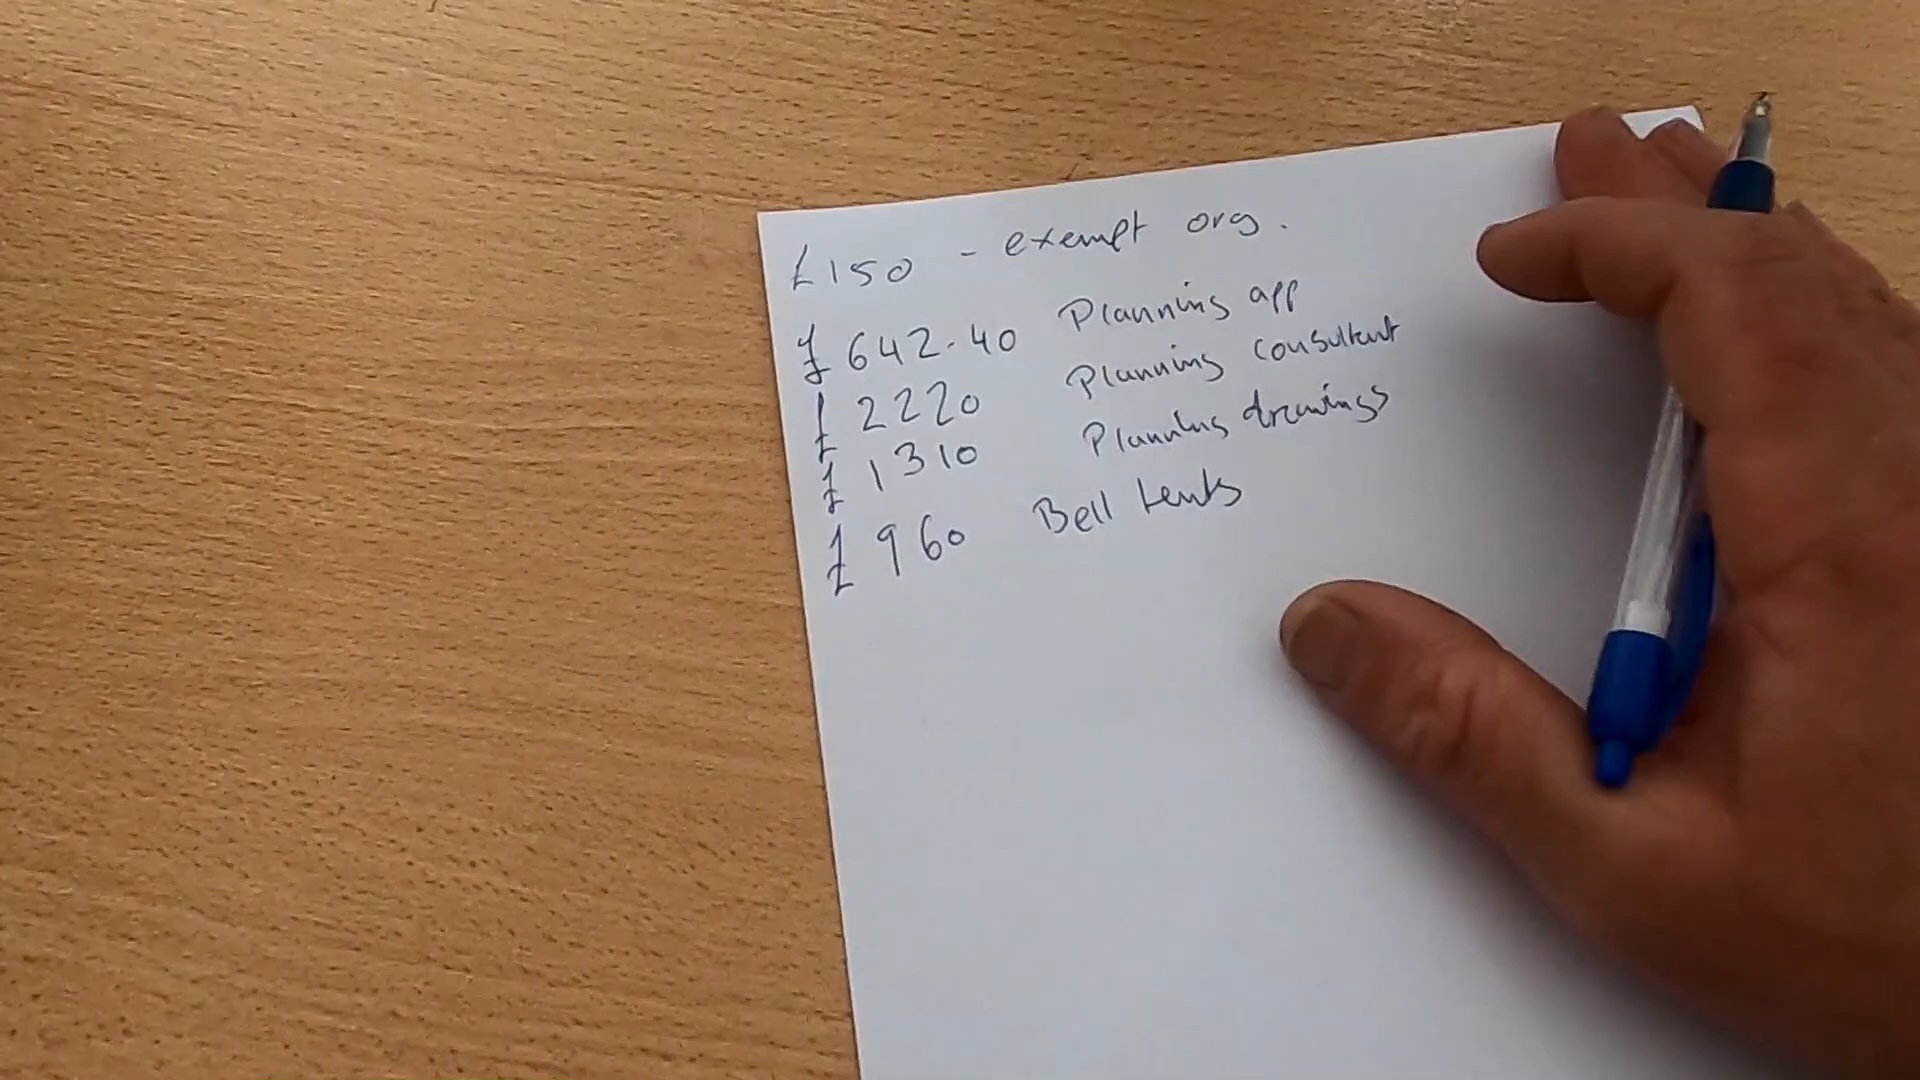 £150 - exempt org.
£642.40 Planning app
£2220 Planning consultant
£1310 Planning drawings
£960 Bell tents